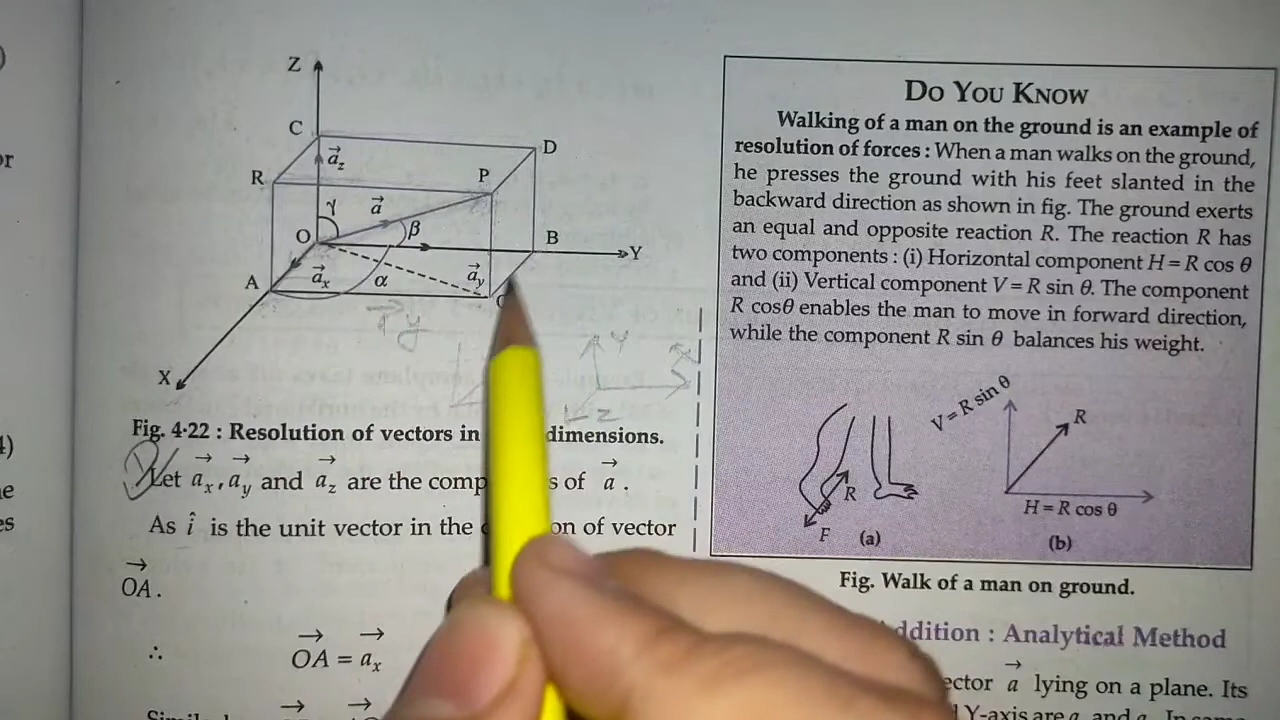 Z
C
D
a⃗z
R
P
γ
a⃗
O
β
B
Y
a⃗x
α
a⃗y
A
X
Fig. 4·22 : Resolution of vectors in dimensions.
Let a⃗x, a⃗y and a⃗z are the comp s of a⃗.
As î is the unit vector in the on of vector
OA⃗.
∴ OA⃗ = a⃗x
DO YOU KNOW
Walking of a man on the ground is an example of
resolution of forces : When a man walks on the ground,
he presses the ground with his feet slanted in the
backward direction as shown in fig. The ground exerts
an equal and opposite reaction R. The reaction R has
two components : (i) Horizontal component H = R cos θ
and (ii) Vertical component V = R sin θ. The component
R cosθ enables the man to move in forward direction,
while the component R sin θ balances his weight.
V = R sin θ
R
R
H = R cos θ
F
(a)
(b)
Fig. Walk of a man on ground.
ddition : Analytical Method
ector a⃗ lying on a plane. Its